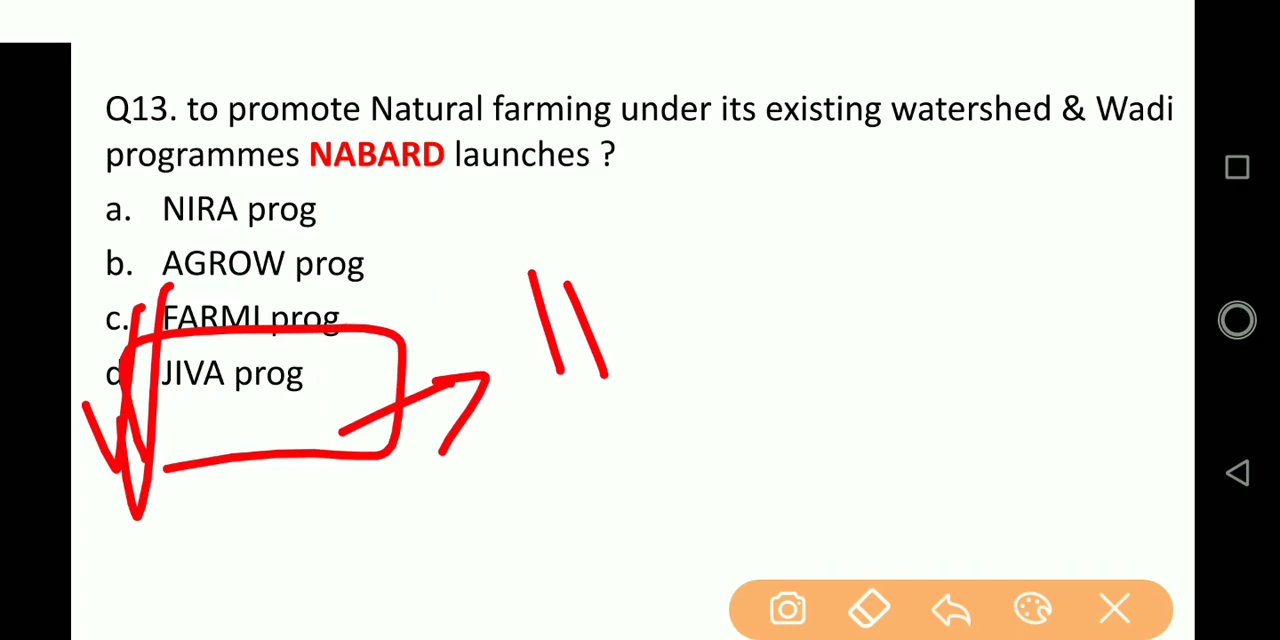 Q13. to promote Natural farming under its existing watershed & Wadi
programmes NABARD launches ?
a. NIRA prog
b. AGROW prog
c. FARMI prog
d. JIVA prog
11